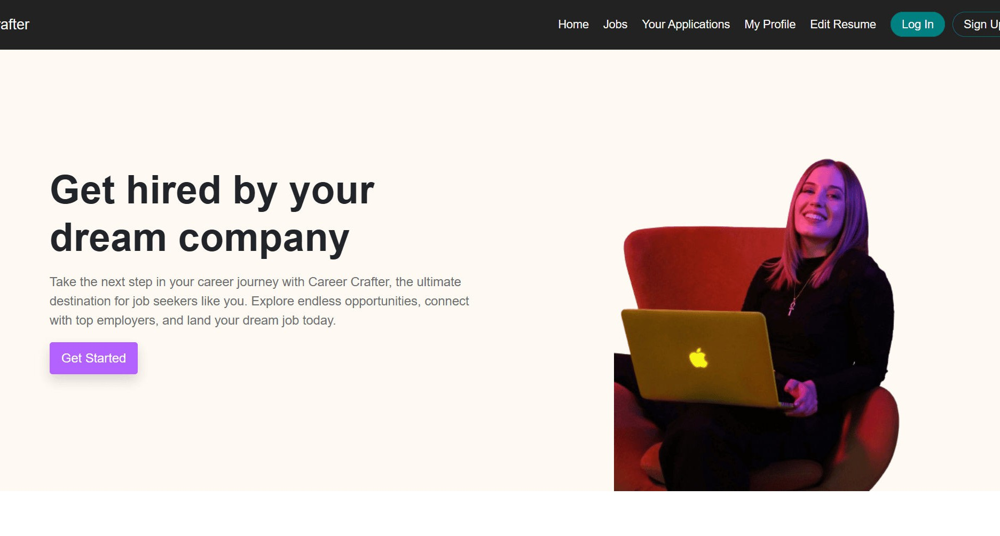 after
Home Jobs Your Applications My Profile Edit Resume Log In Sign Up
Get hired by your
dream company
Take the next step in your career journey with Career Crafter, the ultimate
destination for job seekers like you. Explore endless opportunities, connect
with top employers, and land your dream job today.
Get Started